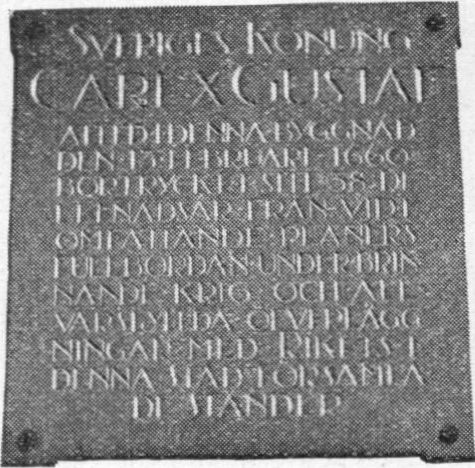 SVERIGES KONUNG
CARL X GUSTAF
AFLED·I·DENNA·BYGGNAD
DEN·13·FEBRUARI·1660·
BORTRYCKT·I·SITT·38·DE
LEFNADSÅR·FRÅN·VIDT
OMFATTANDE·PLANERS
FULLBORDAN·UNDER·BRIN
NANDE·KRIG·OCH·ALL
VARSFYLLDA·ÖFVERLÄGG
NINGAR·MED·RIKETS·I
DENNA·STAD·FÖRSAMLA
DE·STÄNDER